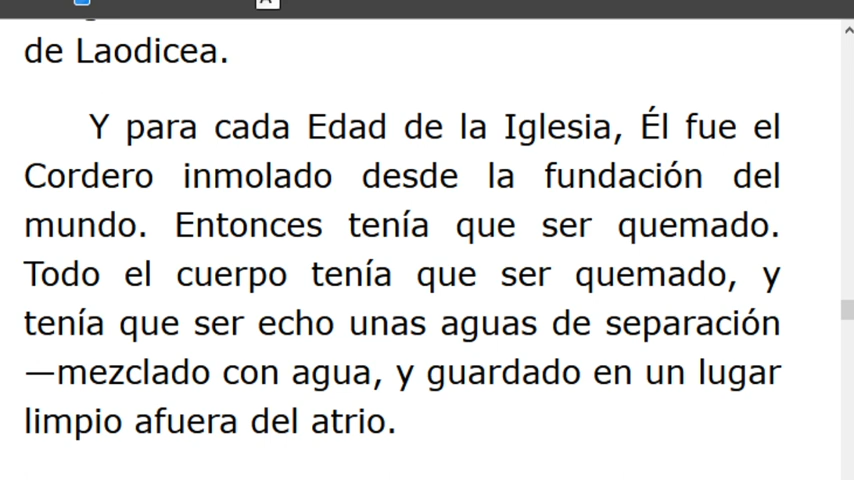 de Laodicea.
Y para cada Edad de la Iglesia, Él fue el
Cordero inmolado desde la fundación del
mundo. Entonces tenía que ser quemado.
Todo el cuerpo tenía que ser quemado, y
tenía que ser echo unas aguas de separación
—mezclado con agua, y guardado en un lugar
limpio afuera del atrio.